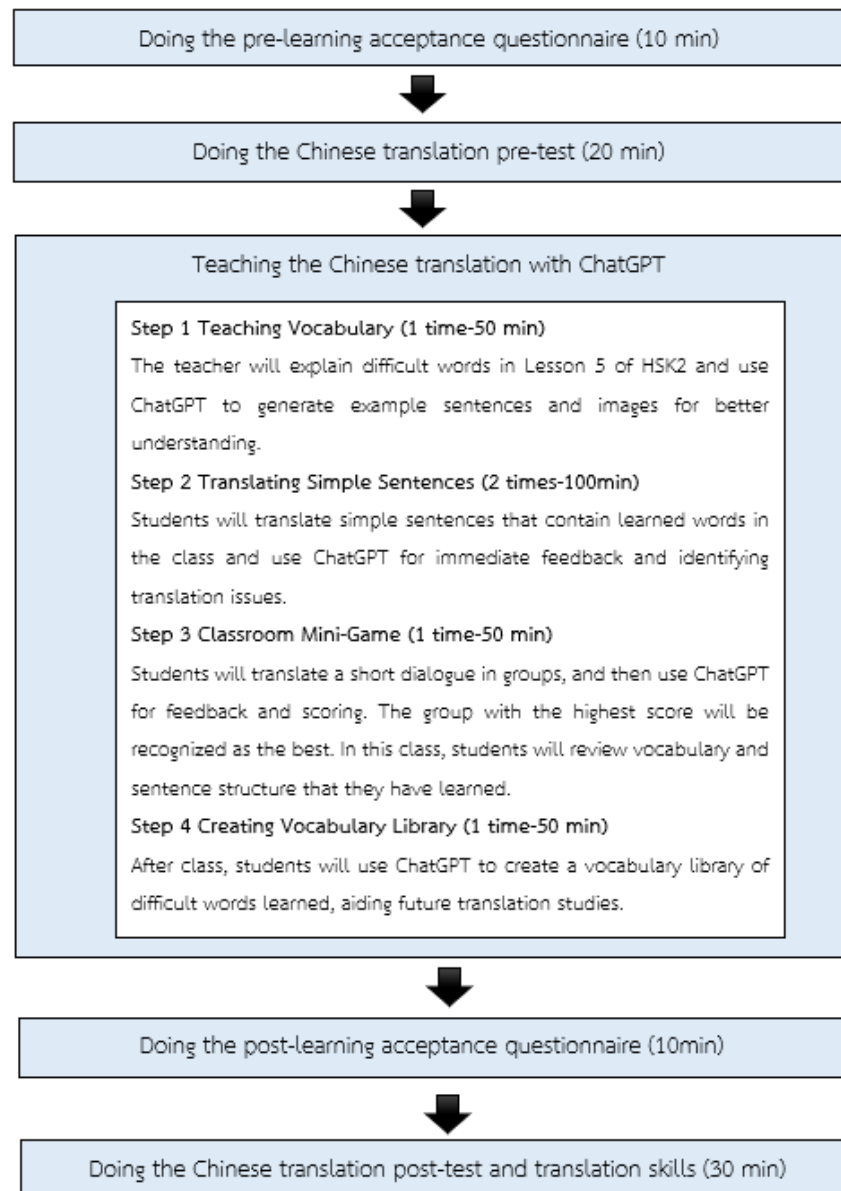 Doing the pre-learning acceptance questionnaire (10 min)
Doing the Chinese translation pre-test (20 min)
Teaching the Chinese translation with ChatGPT
Step 1 Teaching Vocabulary (1 time-50 min)
The teacher will explain difficult words in Lesson 5 of HSK2 and use
ChatGPT to generate example sentences and images for better
understanding.
Step 2 Translating Simple Sentences (2 times-100min)
Students will translate simple sentences that contain learned words in
the class and use ChatGPT for immediate feedback and identifying
translation issues.
Step 3 Classroom Mini-Game (1 time-50 min)
Students will translate a short dialogue in groups, and then use ChatGPT
for feedback and scoring. The group with the highest score will be
recognized as the best. In this class, students will review vocabulary and
sentence structure that they have learned.
Step 4 Creating Vocabulary Library (1 time-50 min)
After class, students will use ChatGPT to create a vocabulary library of
difficult words learned, aiding future translation studies.
Doing the post-learning acceptance questionnaire (10min)
Doing the Chinese translation post-test and translation skills (30 min)